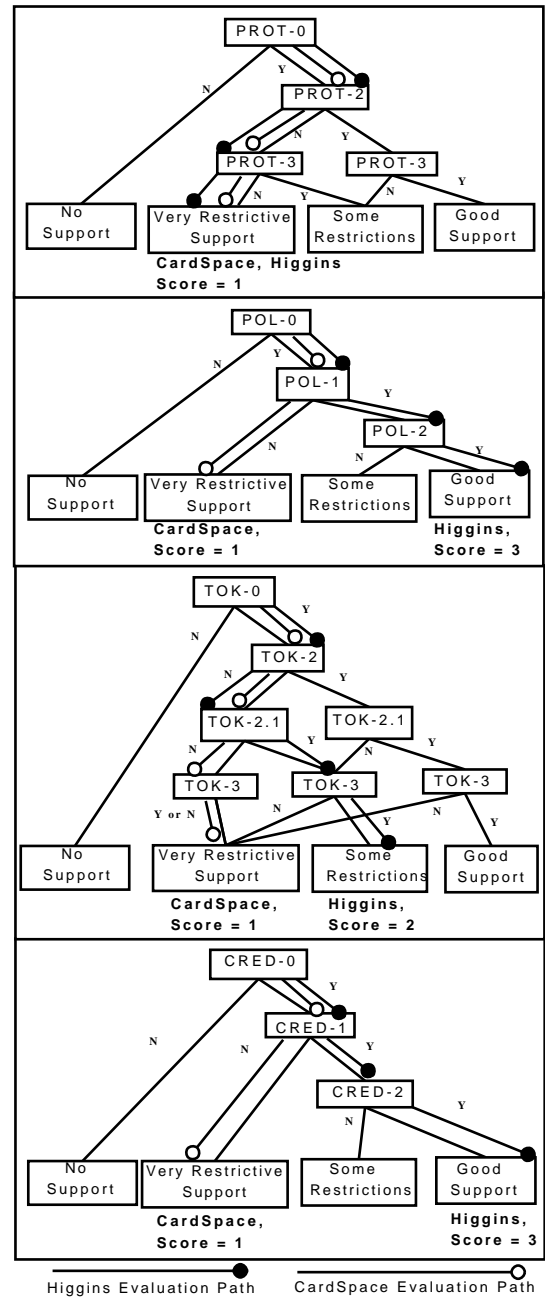 PROT-0
N
Y
PROT-2
N
Y
PROT-3
PROT-3
N
Y
N
Y
No
Support
Very Restrictive
Support
Some
Restrictions
Good
Support
CardSpace, Higgins
Score = 1
POL-0
N
Y
POL-1
Y
N
POL-2
N
Y
No
Support
Very Restrictive
Support
Some
Restrictions
Good
Support
CardSpace,
Score = 1
Higgins,
Score = 3
TOK-0
N
Y
TOK-2
N
Y
TOK-2.1
TOK-2.1
N
Y
N
Y
TOK-3
TOK-3
TOK-3
Y or N
N
Y
N
Y
No
Support
Very Restrictive
Support
Some
Restrictions
Good
Support
CardSpace,
Score = 1
Higgins,
Score = 2
CRED-0
Y
N
CRED-1
N
Y
CRED-2
N
Y
No
Support
Very Restrictive
Support
Some
Restrictions
Good
Support
CardSpace,
Score = 1
Higgins,
Score = 3
Higgins Evaluation Path
CardSpace Evaluation Path